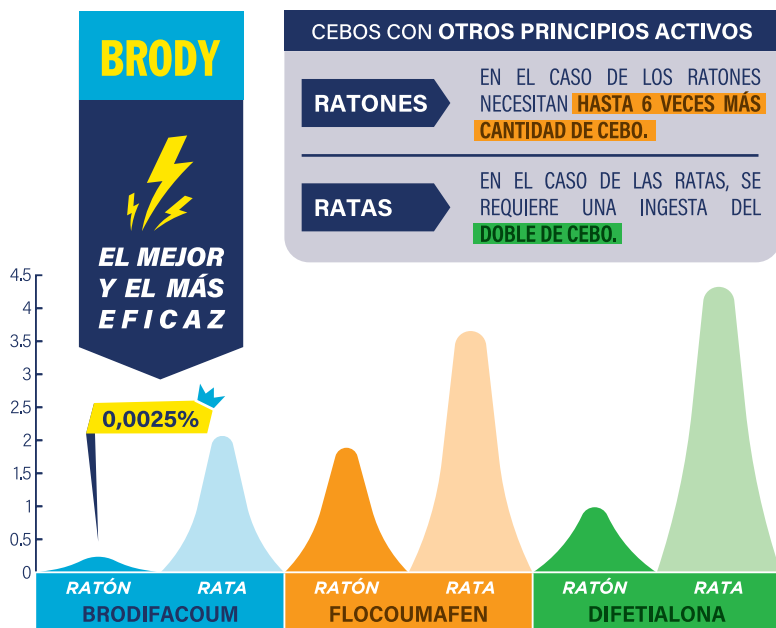 BRODY
EL MEJOR
Y EL MÁS
EFICAZ
CEBOS CON OTROS PRINCIPIOS ACTIVOS
RATONES
EN EL CASO DE LOS RATONES
NECESITAN HASTA 6 VECES MÁS
CANTIDAD DE CEBO.
RATAS
EN EL CASO DE LAS RATAS, SE
REQUIERE UNA INGESTA DEL
DOBLE DE CEBO.
4.5
4
3.5
3
2.5
2
1.5
1
0.5
0
0,0025%
RATÓN RATA RATÓN RATA RATÓN RATA
BRODIFACOUM FLOCOUMAFEN DIFETIALONA